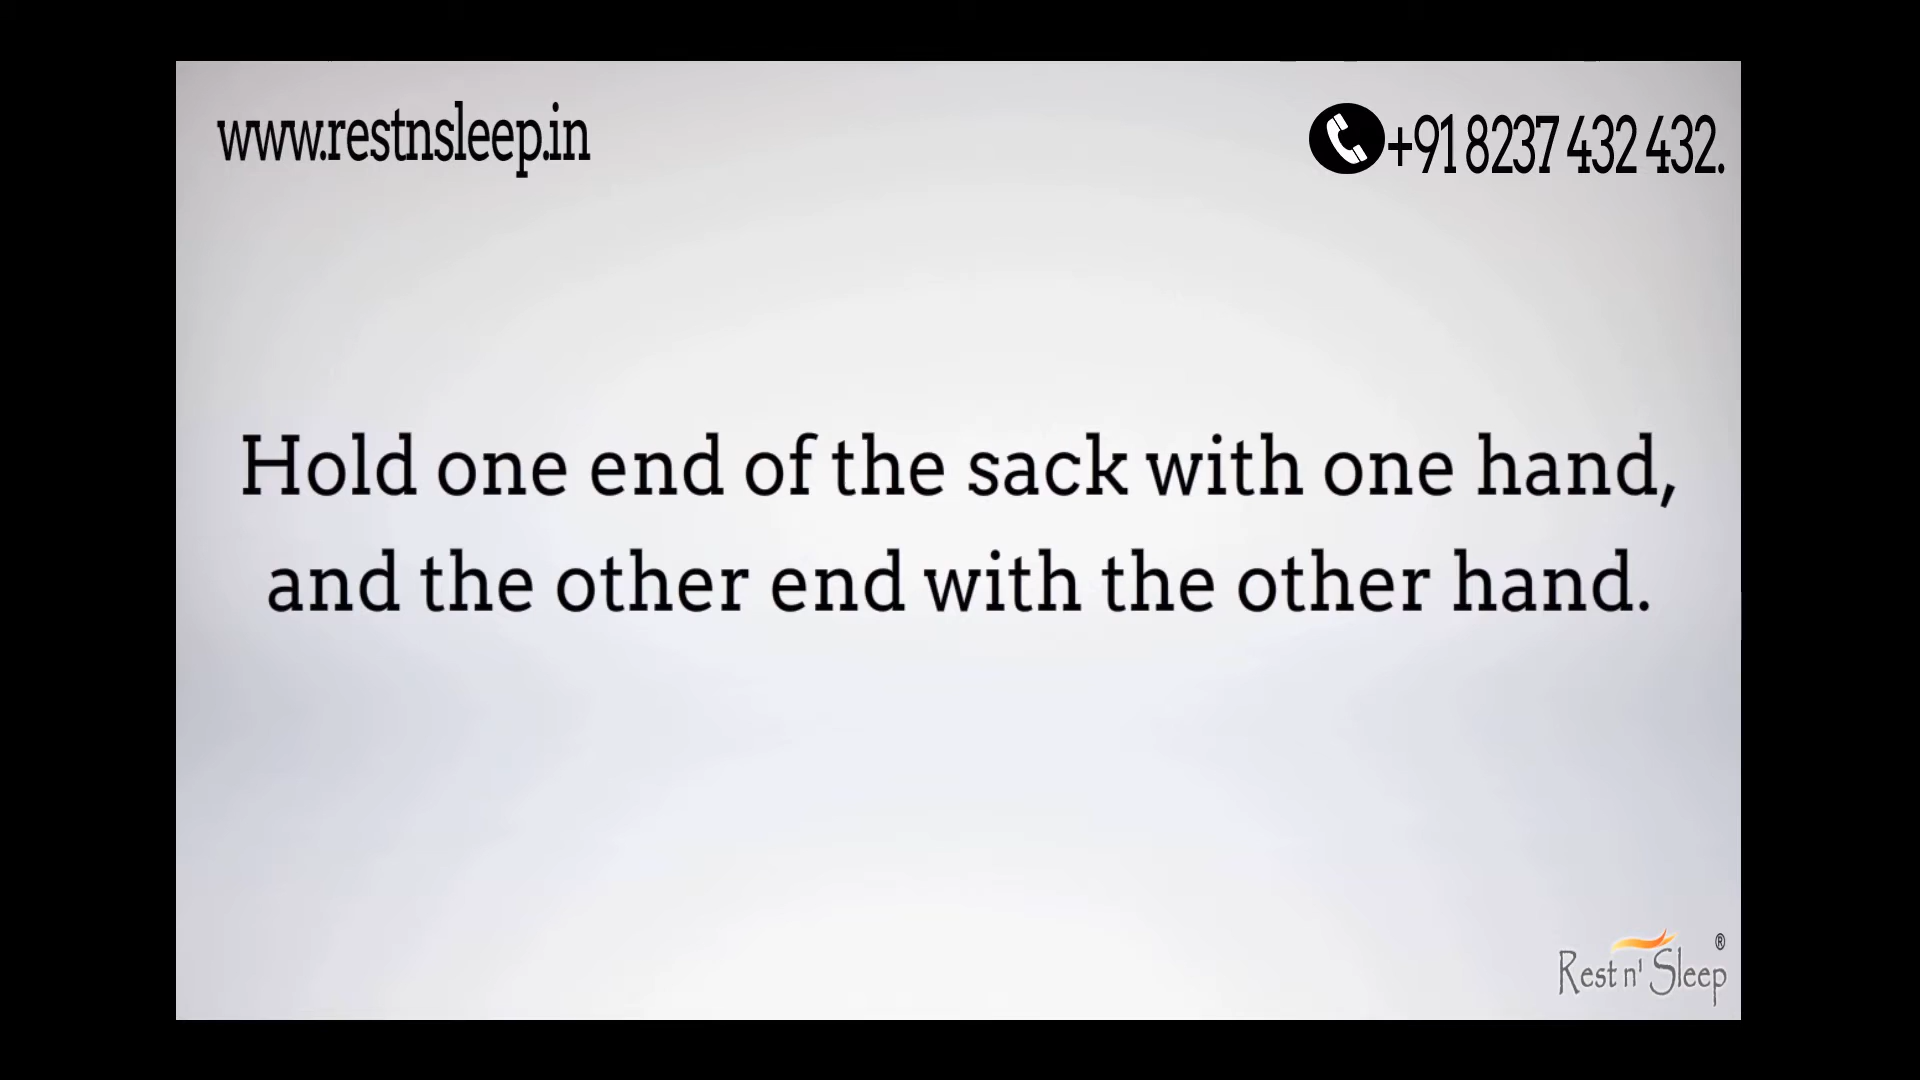 www.restnsleep.in
+91 8237 432 432.
Hold one end of the sack with one hand,
and the other end with the other hand.
Rest n' Sleep ®